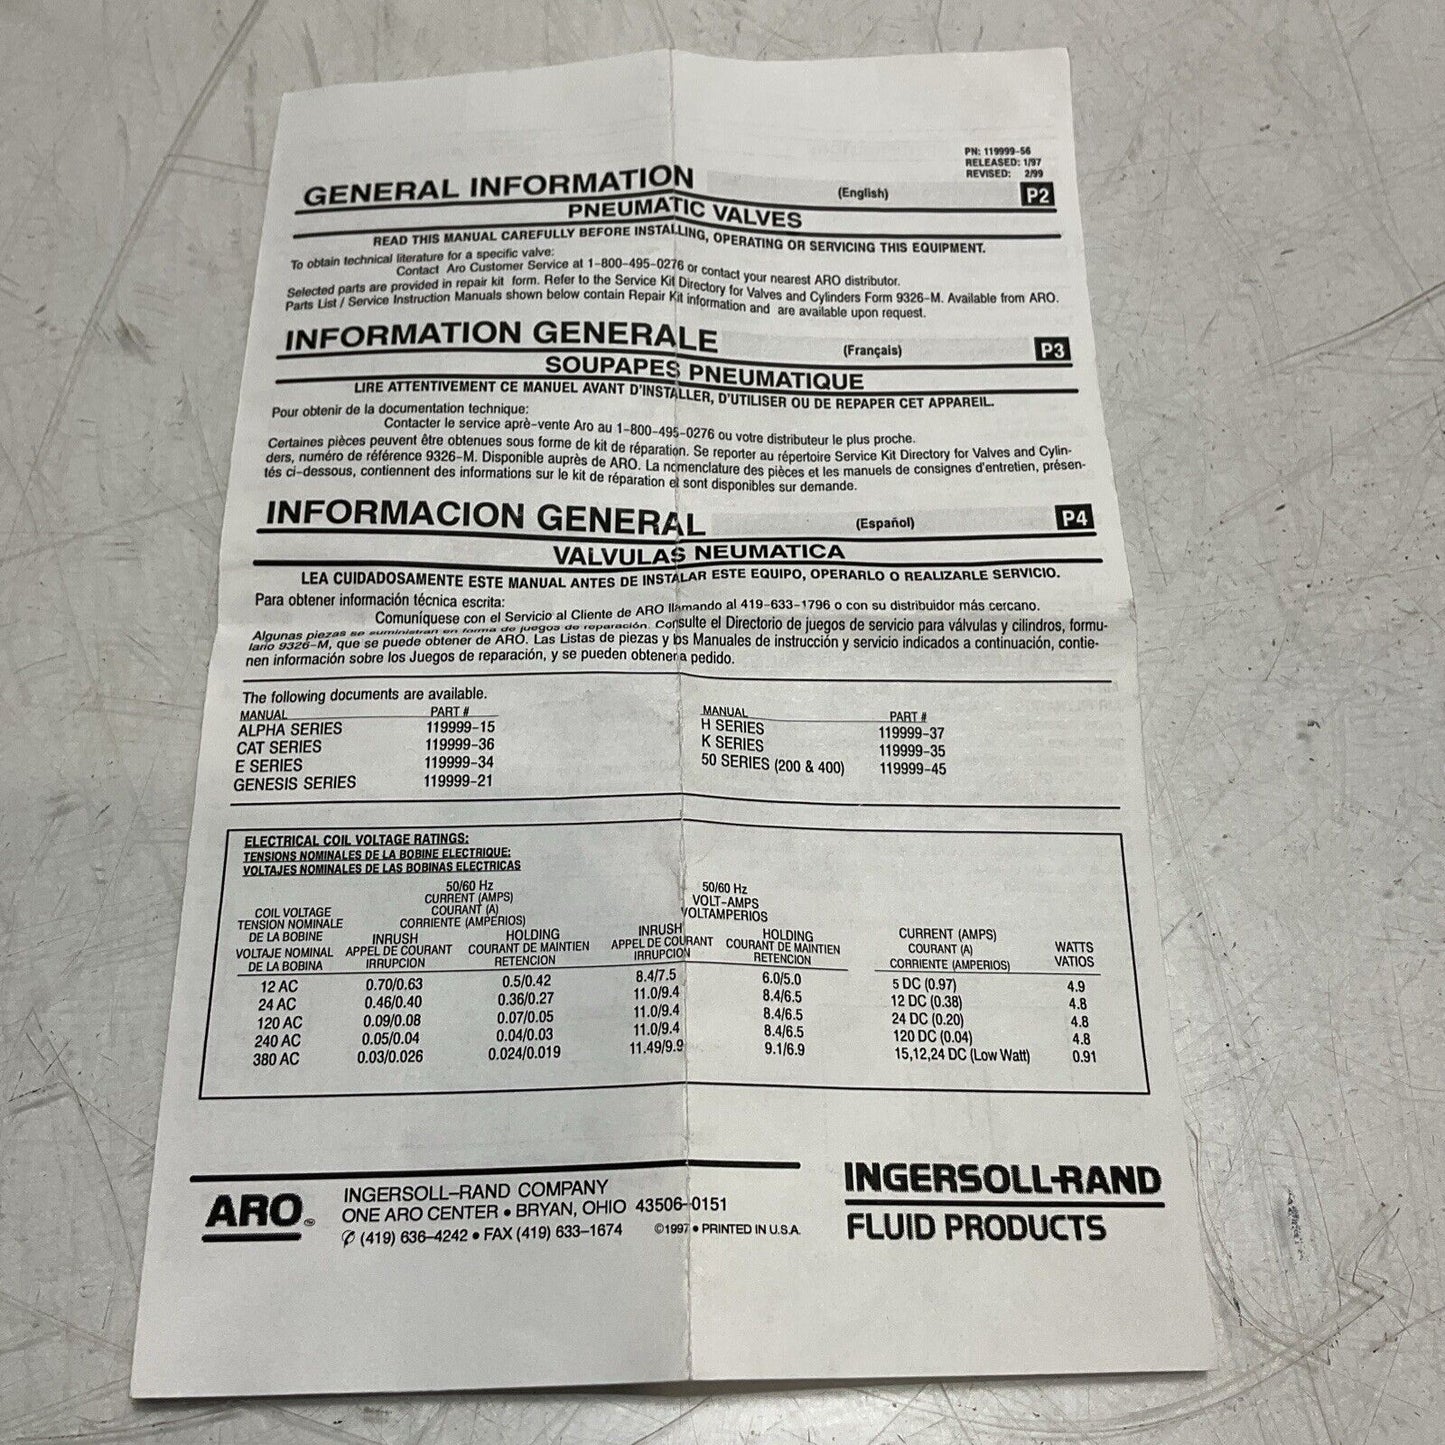 PN: 119999-56
RELEASED: 1/97
REVISED: 2/99
GENERAL INFORMATION (English) P2
PNEUMATIC VALVES
READ THIS MANUAL CAREFULLY BEFORE INSTALLING, OPERATING OR SERVICING THIS EQUIPMENT.
To obtain technical literature for a specific valve:
Contact Aro Customer Service at 1-800-495-0276 or contact your nearest ARO distributor.
Selected parts are provided in repair kit form. Refer to the Service Kit Directory for Valves and Cylinders Form 9326-M. Available from ARO.
Parts List / Service Instruction Manuals shown below contain Repair Kit information and are available upon request.
INFORMATION GENERALE (Français) P3
SOUPAPES PNEUMATIQUE
LIRE ATTENTIVEMENT CE MANUEL AVANT D'INSTALLER, D'UTILISER OU DE REPAPER CET APPAREIL.
Pour obtenir de la documentation technique:
Contacter le service aprè-vente Aro au 1-800-495-0276 ou votre distributeur le plus proche.
Certaines pièces peuvent être obtenues sous forme de kit de réparation. Se reporter au répertoire Service Kit Directory for Valves and Cylin-
ders, numéro de référence 9326-M. Disponible auprès de ARO. La nomenclature des pièces et les manuels de consignes d'entretien, présen-
tés ci-dessous, contiennent des informations sur le kit de réparation et sont disponibles sur demande.
INFORMACION GENERAL (Español) P4
VALVULAS NEUMATICA
LEA CUIDADOSAMENTE ESTE MANUAL ANTES DE INSTALAR ESTE EQUIPO, OPERARLO O REALIZARLE SERVICIO.
Para obtener información técnica escrita:
Comuníquese con el Servicio al Cliente de ARO llamando al 419-633-1796 o con su distribuidor más cercano.
Algunas piezas se suministran en forma de juegos de reparación. Consulte el Directorio de juegos de servicio para válvulas y cilindros, formu-
lario 9326-M, que se puede obtener de ARO. Las Listas de piezas y los Manuales de instrucción y servicio indicados a continuación, contie-
nen información sobre los Juegos de reparación, y se pueden obtener a pedido.
The following documents are available.
MANUAL PART # MANUAL PART #
ALPHA SERIES 119999-15 H SERIES 119999-37
CAT SERIES 119999-36 K SERIES 119999-35
E SERIES 119999-34 50 SERIES (200 & 400) 119999-45
GENESIS SERIES 119999-21
ELECTRICAL COIL VOLTAGE RATINGS:
TENSIONS NOMINALES DE LA BOBINE ELECTRIQUE:
VOLTAJES NOMINALES DE LAS BOBINAS ELECTRICAS
50/60 Hz 50/60 Hz
CURRENT (AMPS) VOLT-AMPS
COIL VOLTAGE COURANT (A) VOLTAMPERIOS
TENSION NOMINALE CORRIENTE (AMPERIOS)
DE LA BOBINE INRUSH HOLDING INRUSH HOLDING CURRENT (AMPS)
VOLTAJE NOMINAL APPEL DE COURANT COURANT DE MAINTIEN APPEL DE COURANT COURANT DE MAINTIEN COURANT (A) WATTS
DE LA BOBINA IRRUPCION RETENCION IRRUPCION RETENCION CORRIENTE (AMPERIOS) VATIOS
12 AC 0.70/0.63 0.5/0.42 8.4/7.5 6.0/5.0 5 DC (0.97) 4.9
24 AC 0.46/0.40 0.36/0.27 11.0/9.4 8.4/6.5 12 DC (0.38) 4.8
120 AC 0.09/0.08 0.07/0.05 11.0/9.4 8.4/6.5 24 DC (0.20) 4.8
240 AC 0.05/0.04 0.04/0.03 11.0/9.4 8.4/6.5 120 DC (0.04) 4.8
380 AC 0.03/0.026 0.024/0.019 11.49/9.9 9.1/6.9 15,12,24 DC (Low Watt) 0.91
ARO®
INGERSOLL-RAND COMPANY
ONE ARO CENTER • BRYAN, OHIO 43506-0151
✆ (419) 636-4242 • FAX (419) 633-1674 ©1997 • PRINTED IN U.S.A.
INGERSOLL-RAND
FLUID PRODUCTS